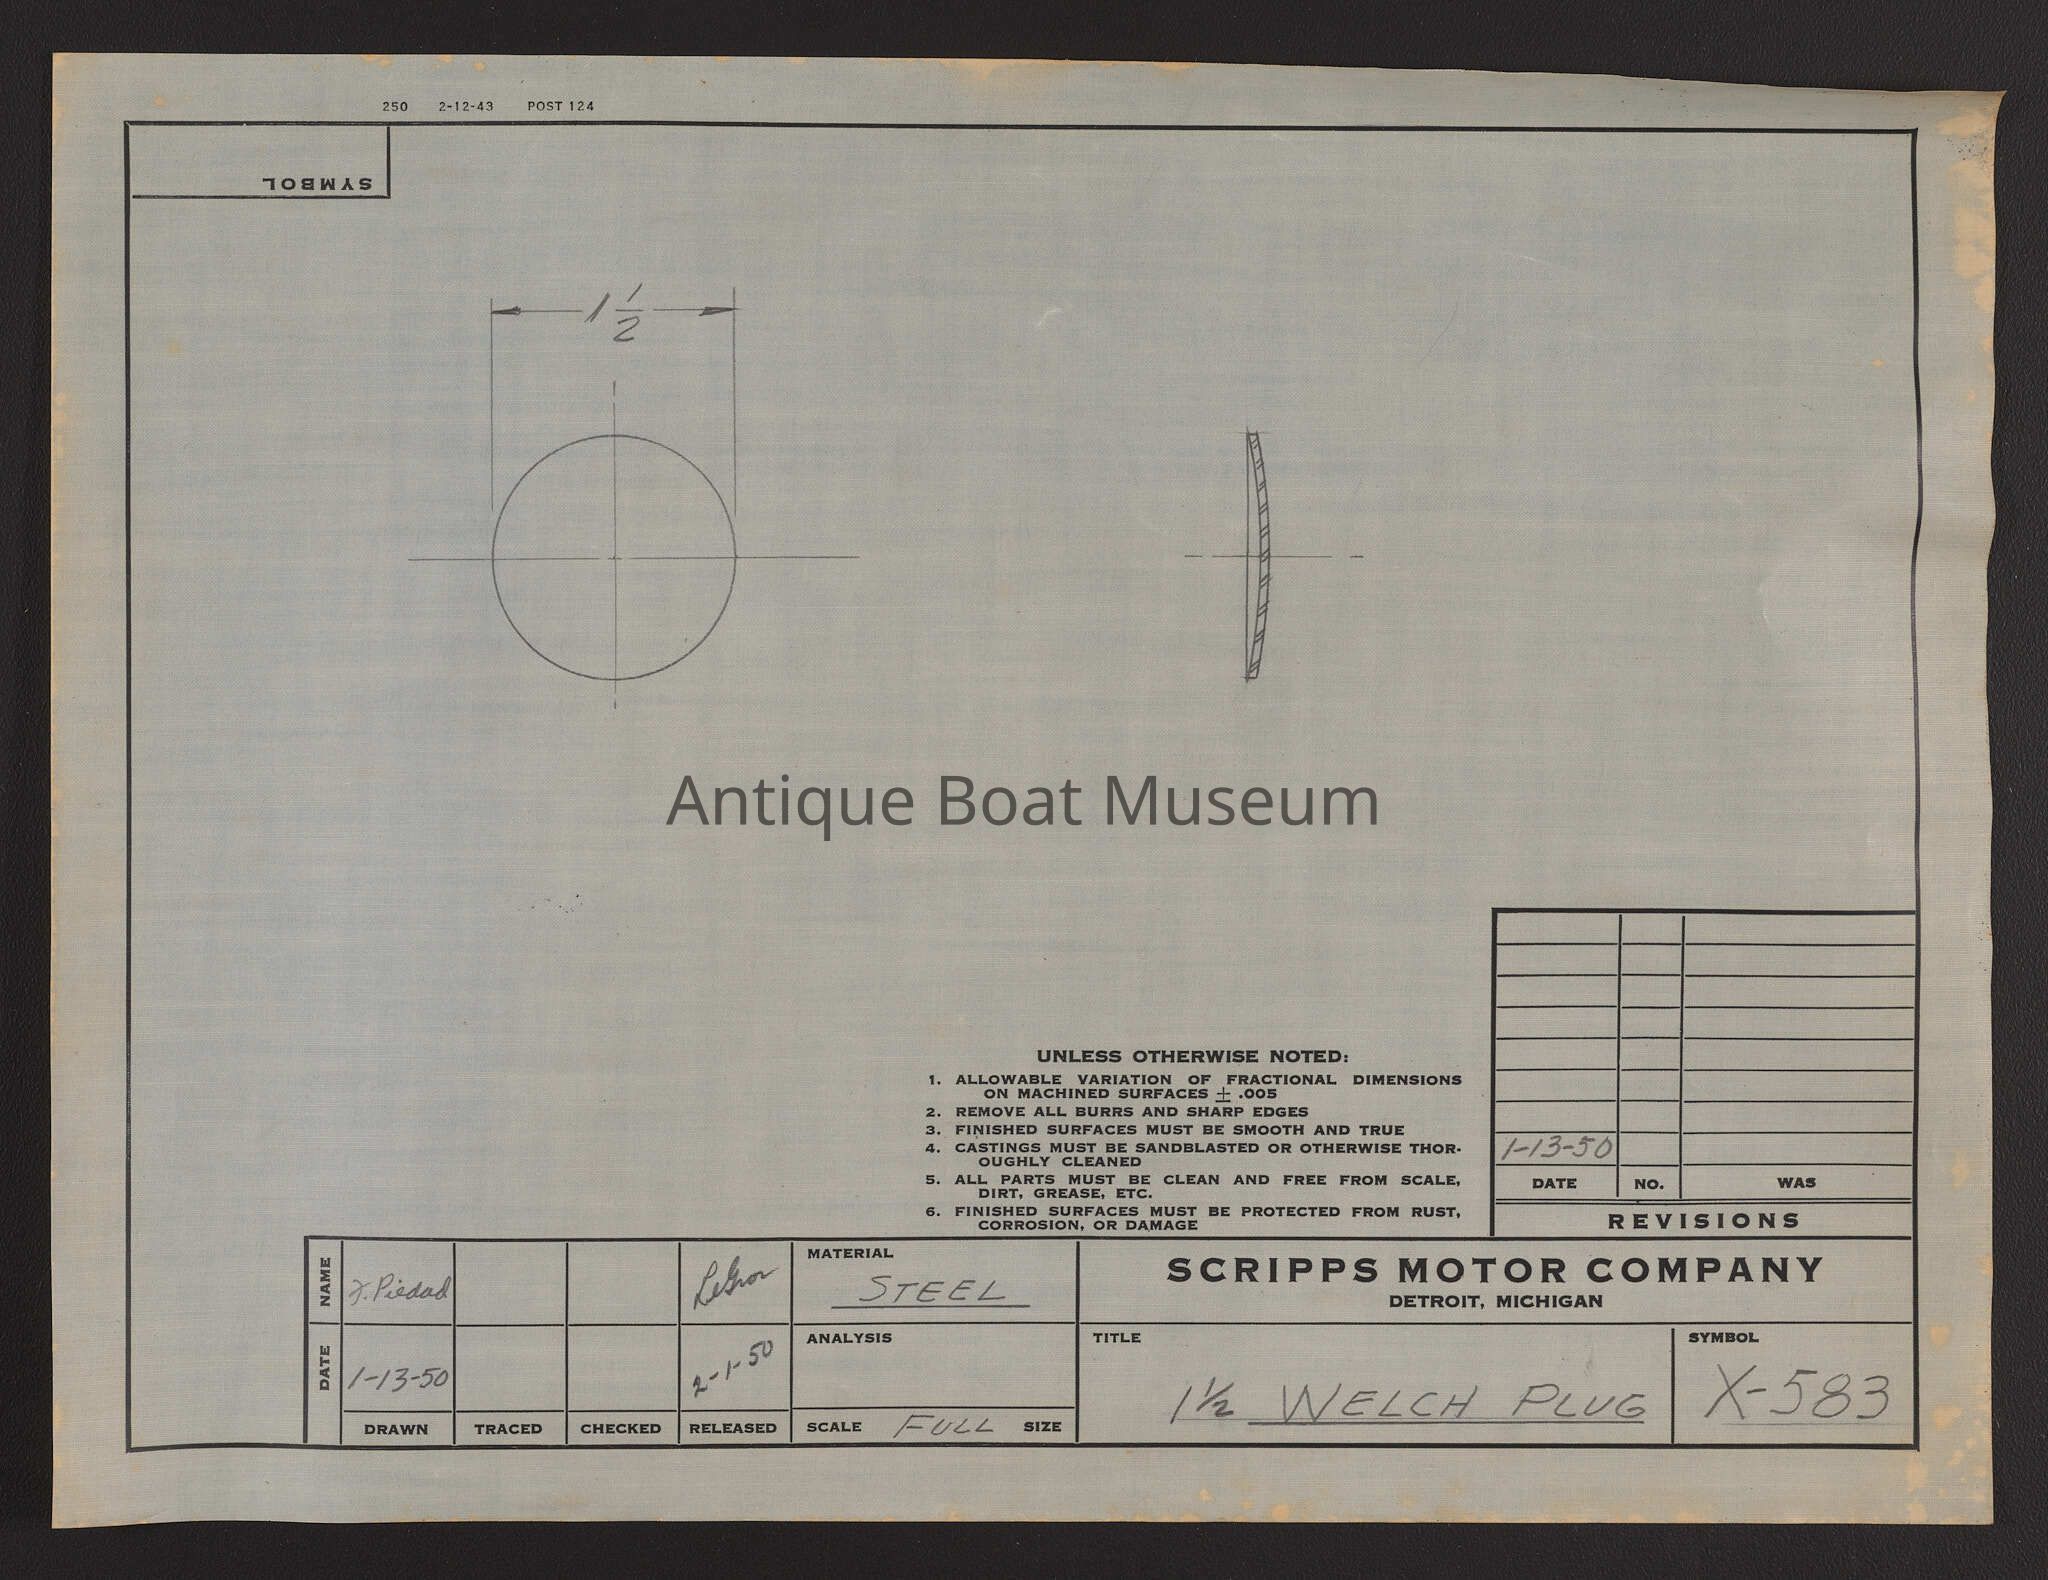 250 2-12-43 POST 124
SYMBOL
1 1/2
Antique Boat Museum
UNLESS OTHERWISE NOTED:
1. ALLOWABLE VARIATION OF FRACTIONAL DIMENSIONS
ON MACHINED SURFACES ± .005
2. REMOVE ALL BURRS AND SHARP EDGES
3. FINISHED SURFACES MUST BE SMOOTH AND TRUE
4. CASTINGS MUST BE SANDBLASTED OR OTHERWISE THOR-
OUGHLY CLEANED
5. ALL PARTS MUST BE CLEAN AND FREE FROM SCALE,
DIRT, GREASE, ETC.
6. FINISHED SURFACES MUST BE PROTECTED FROM RUST,
CORROSION, OR DAMAGE
1-13-50
DATE NO. WAS
REVISIONS
NAME
Piedad
DATE
1-13-50
2-1-50
DRAWN TRACED CHECKED RELEASED
MATERIAL
STEEL
ANALYSIS
SCALE FULL SIZE
SCRIPPS MOTOR COMPANY
DETROIT, MICHIGAN
TITLE
1½ WELCH PLUG
SYMBOL
X-583